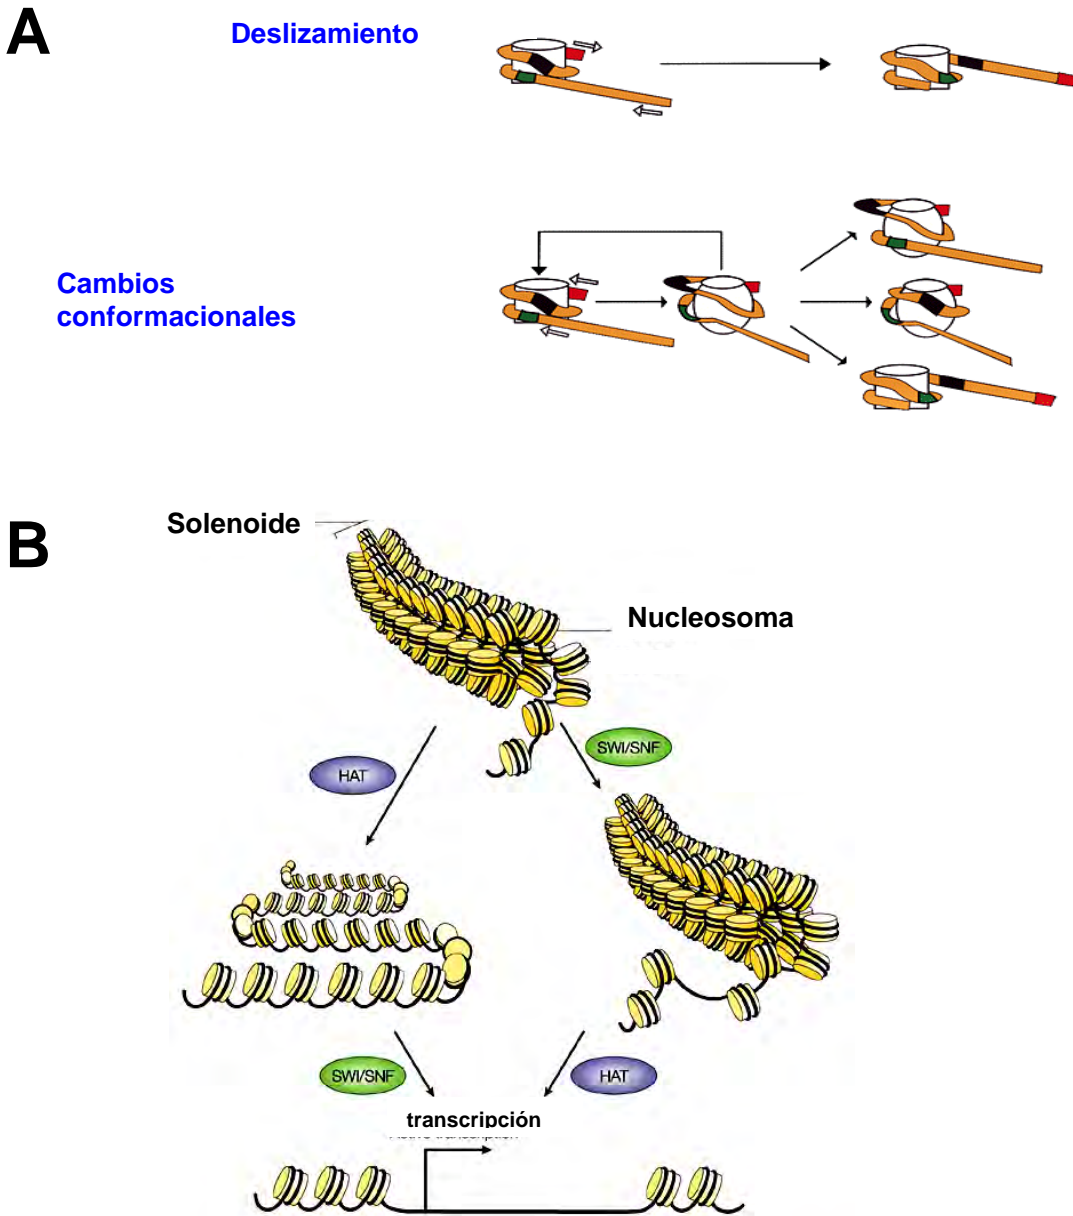 A
Deslizamiento
Cambios
conformacionales
B
Solenoide
Nucleosoma
SWI/SNF
HAT
SWI/SNF
HAT
transcripción